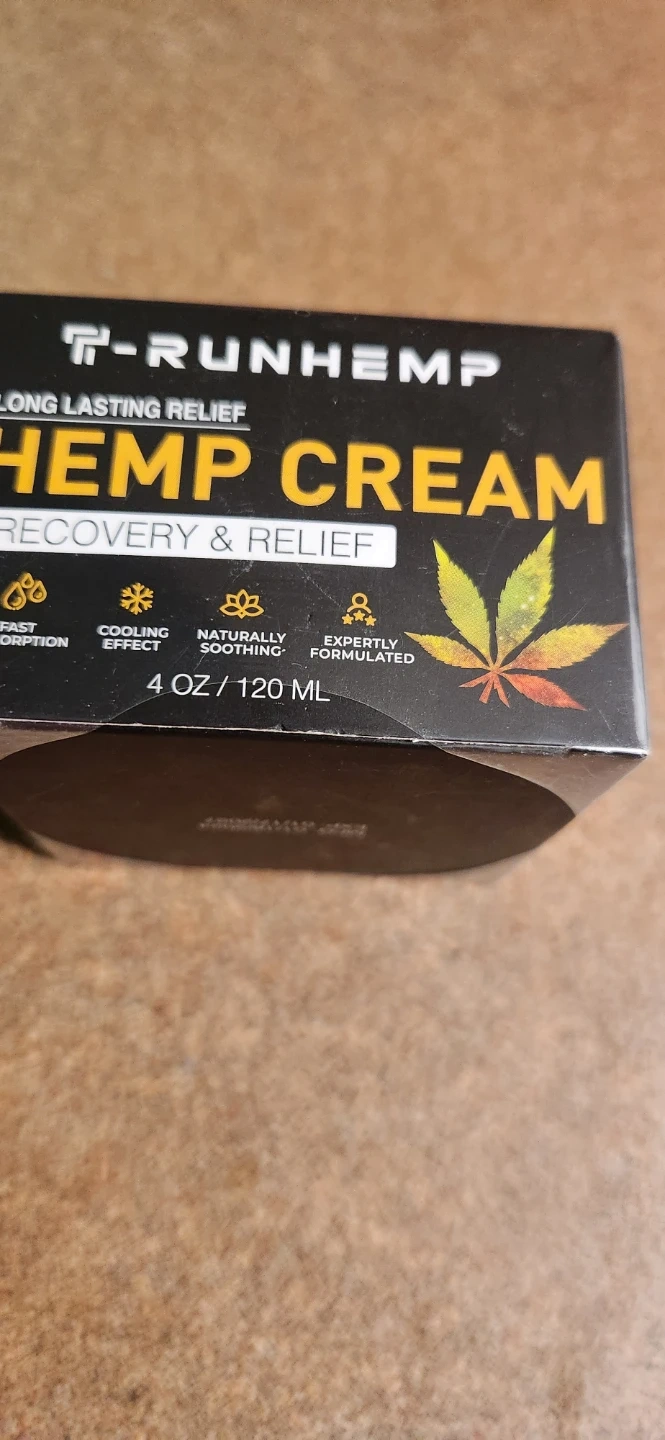 T-RUNHEMP
LONG LASTING RELIEF
HEMP CREAM
RECOVERY & RELIEF
FAST
ORPTION
COOLING
EFFECT
NATURALLY
SOOTHING
EXPERTLY
FORMULATED
4 OZ / 120 ML